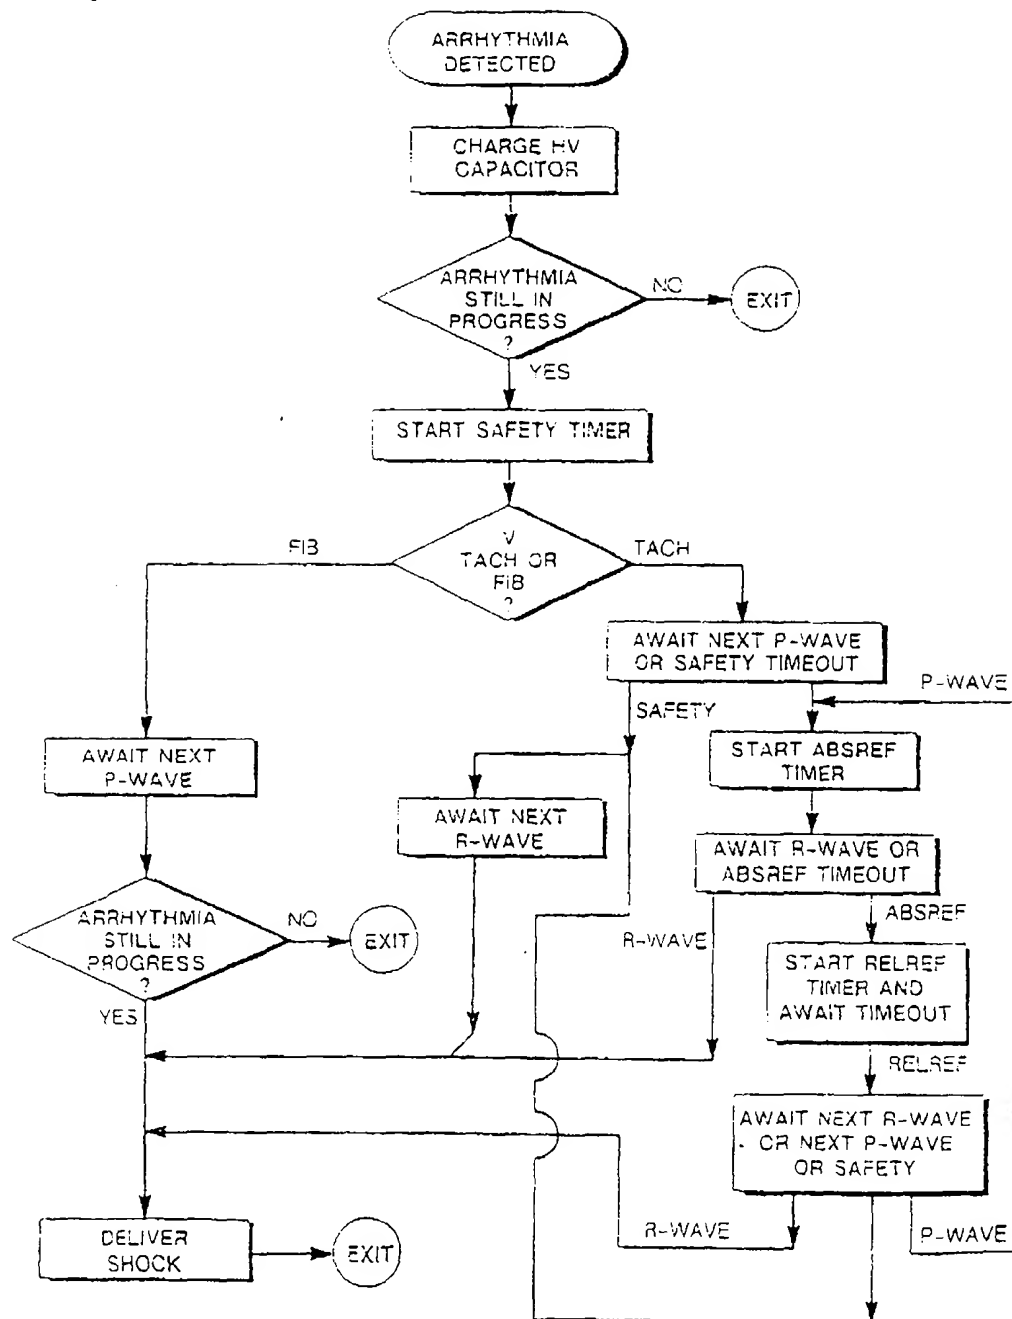 ARRHYTHMIA
DETECTED
CHARGE HV
CAPACITOR
ARRHYTHMIA
STILL IN
PROGRESS
?
NO
EXIT
YES
START SAFETY TIMER
V
TACH OR
FIB
?
FIB
TACH
AWAIT NEXT P-WAVE
OR SAFETY TIMEOUT
P-WAVE
SAFETY
START ABSREF
TIMER
AWAIT NEXT
P-WAVE
AWAIT NEXT
R-WAVE
AWAIT R-WAVE OR
ABSREF TIMEOUT
ABSREF
R-WAVE
ARRHYTHMIA
STILL IN
PROGRESS
?
NO
EXIT
YES
START RELREF
TIMER AND
AWAIT TIMEOUT
RELREF
AWAIT NEXT R-WAVE
OR NEXT P-WAVE
OR SAFETY
R-WAVE
P-WAVE
DELIVER
SHOCK
EXIT